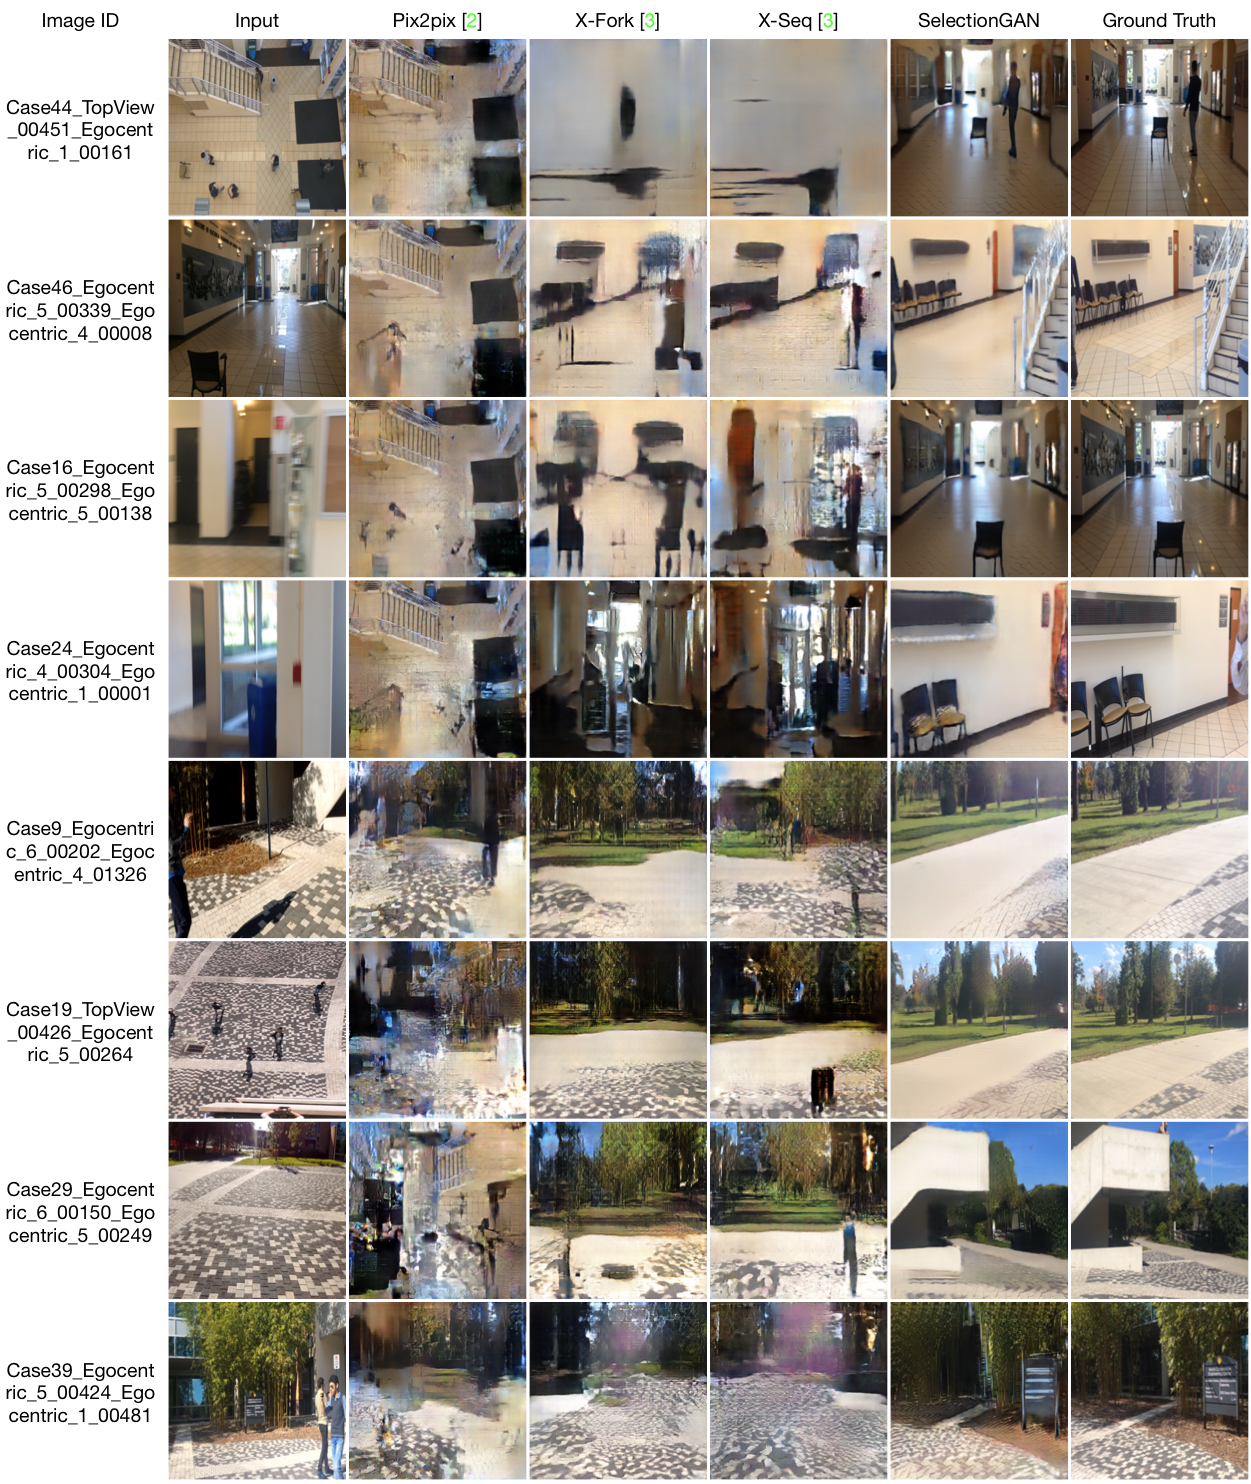 Image ID Input Pix2pix [2] X-Fork [3] X-Seq [3] SelectionGAN Ground Truth
Case44_TopView
_00451_Egocent
ric_1_00161
Case46_Egocent
ric_5_00339_Ego
centric_4_00008
Case16_Egocent
ric_5_00298_Ego
centric_5_00138
Case24_Egocent
ric_4_00304_Ego
centric_1_00001
Case9_Egocentri
c_6_00202_Egoc
entric_4_01326
Case19_TopView
_00426_Egocent
ric_5_00264
Case29_Egocent
ric_6_00150_Ego
centric_5_00249
Case39_Egocent
ric_5_00424_Ego
centric_1_00481